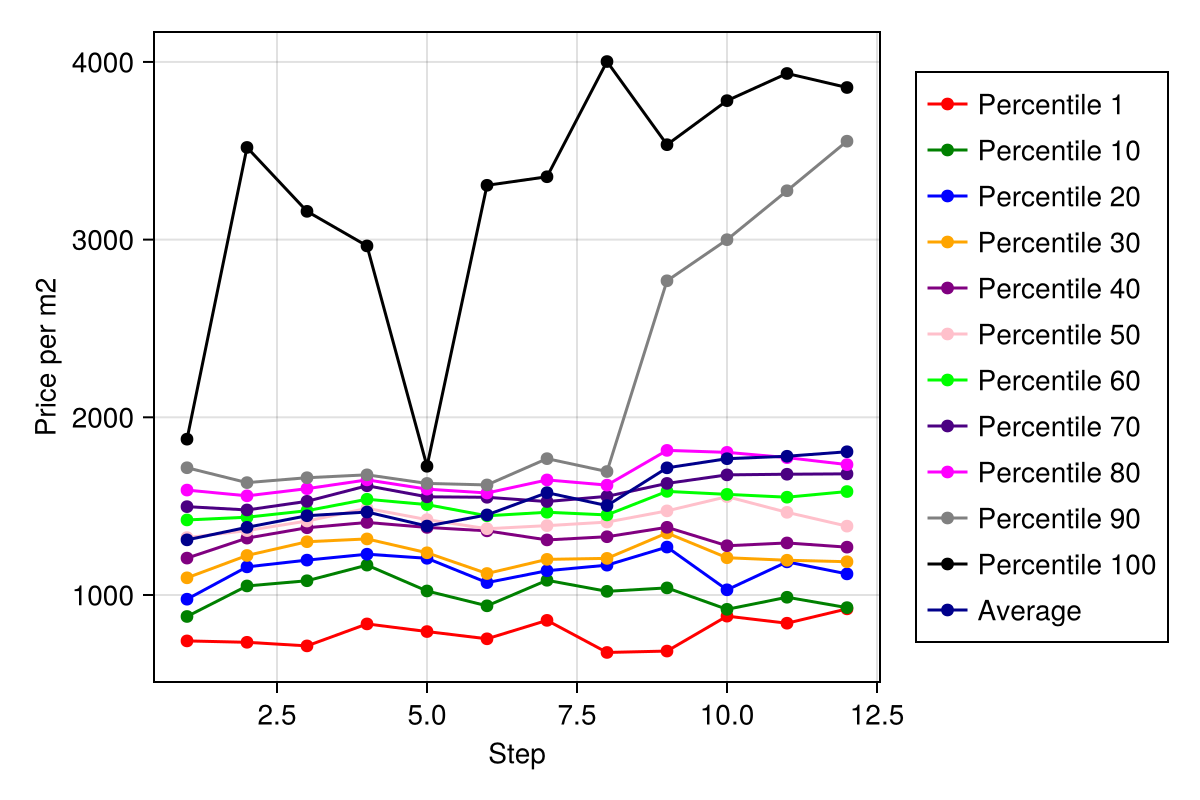 4000
3000
2000
1000
Price per m2
2.5 5.0 7.5 10.0 12.5
Step
Percentile 1
Percentile 10
Percentile 20
Percentile 30
Percentile 40
Percentile 50
Percentile 60
Percentile 70
Percentile 80
Percentile 90
Percentile 100
Average